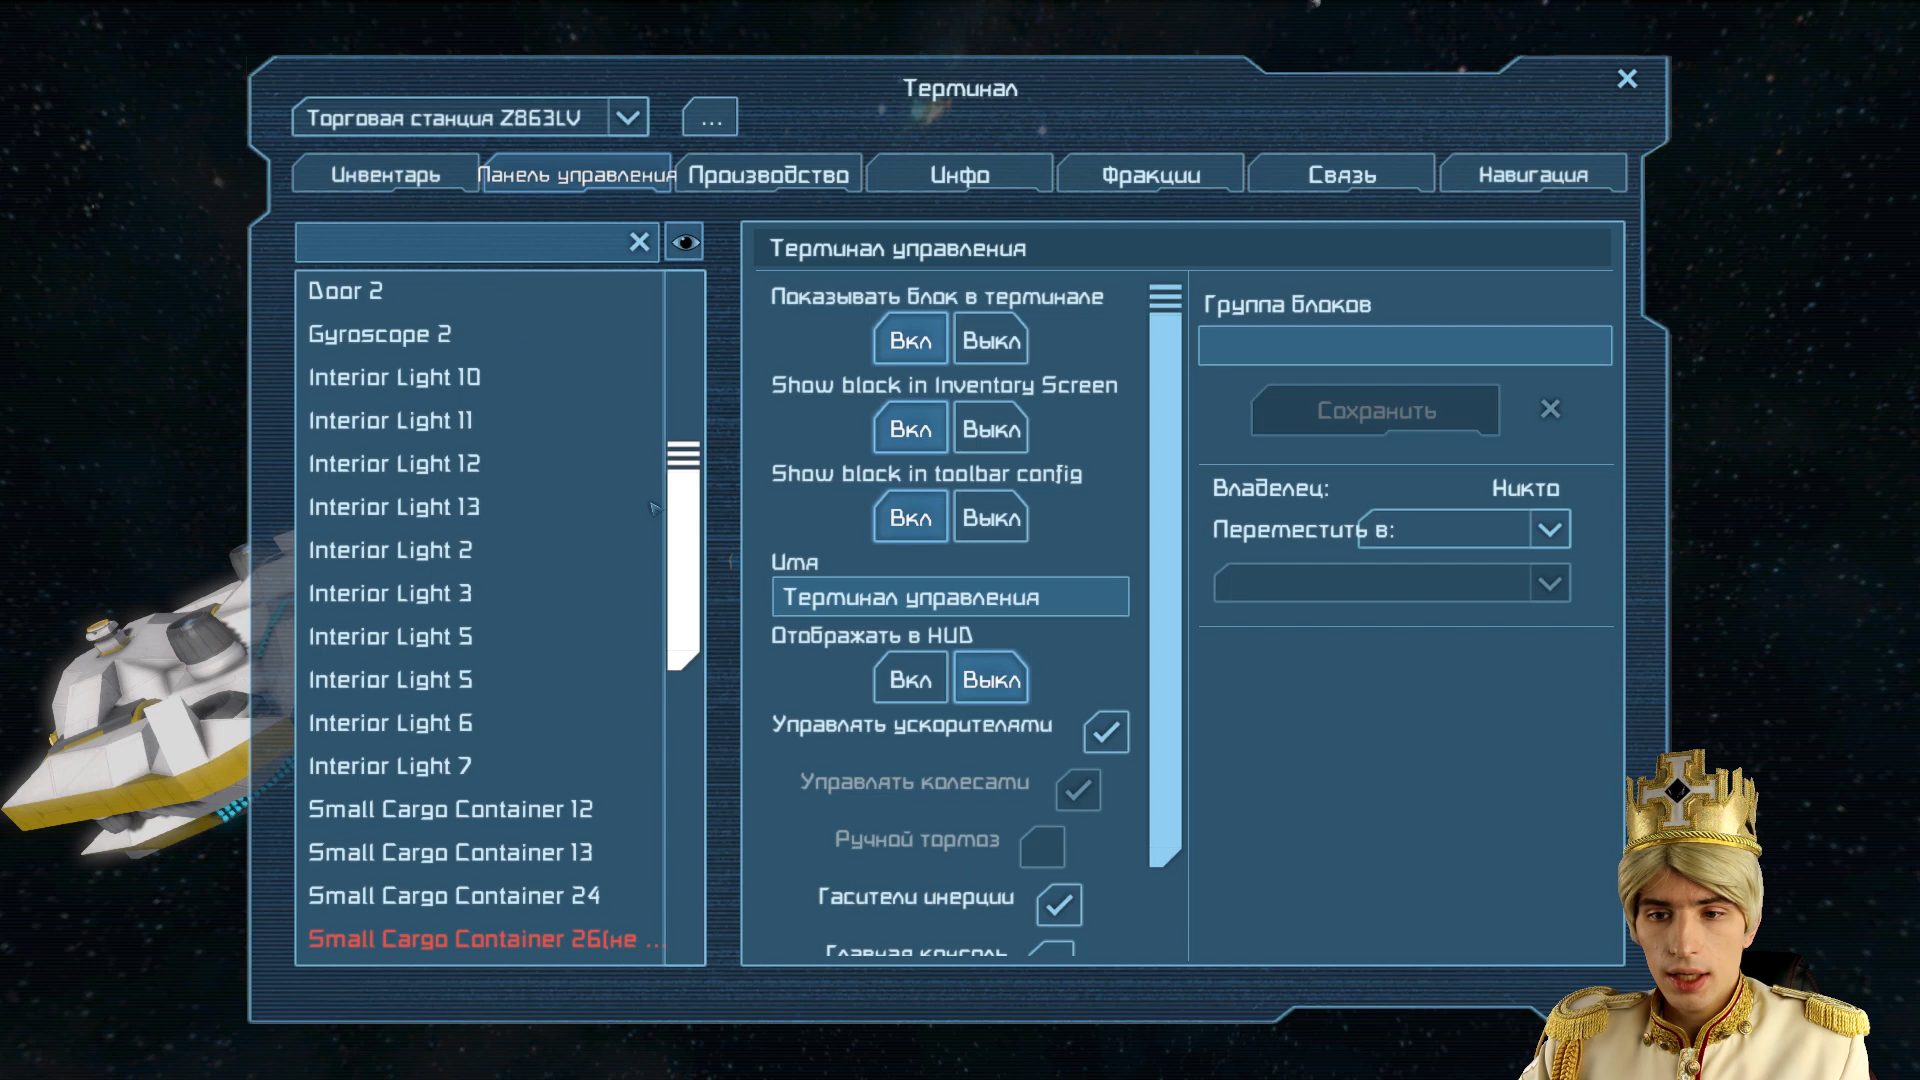 Терминал
Торговая станция Z863LV
...
Инвентарь
Панель управления
Производство
Инфо
Фракции
Связь
Навигация
Door 2
Gyroscope 2
Interior Light 10
Interior Light 11
Interior Light 12
Interior Light 13
Interior Light 2
Interior Light 3
Interior Light 5
Interior Light 5
Interior Light 6
Interior Light 7
Small Cargo Container 12
Small Cargo Container 13
Small Cargo Container 24
Small Cargo Container 26(не ...
Терминал управления
Показывать блок в терминале
Вкл Выкл
Show block in Inventory Screen
Вкл Выкл
Show block in toolbar config
Вкл Выкл
Имя
Терминал управления
Отображать в HUD
Вкл Выкл
Управлять ускорителями
Управлять колесами
Ручной тормоз
Гасители инерции
Главная консоль
Группа блоков
Сохранить
Владелец: Никто
Переместить в: